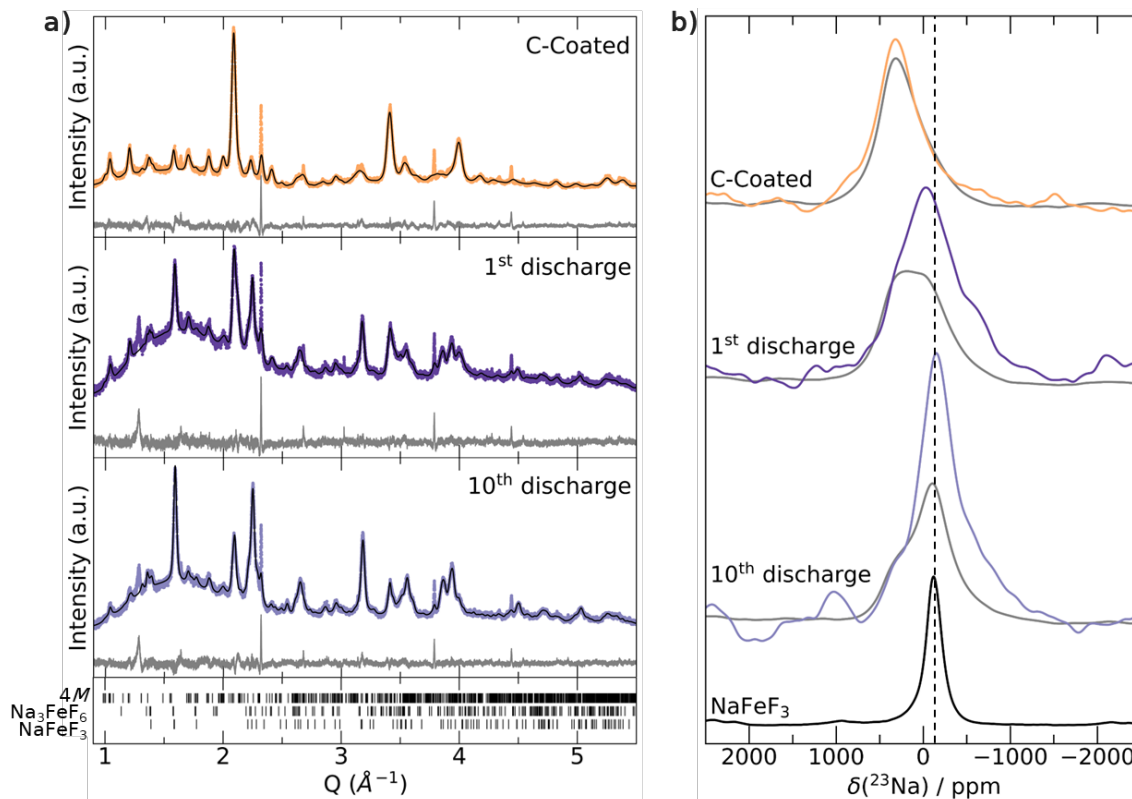 a)
Intensity (a.u.)
C-Coated
Intensity (a.u.)
1st discharge
Intensity (a.u.)
10th discharge
4M
Na₃FeF₆
NaFeF₃
1 2 3 4 5
Q (Å⁻¹)
b)
2000 1000 0 −1000 −2000
C-Coated
1st discharge
10th discharge
NaFeF₃
δ(²³Na) / ppm